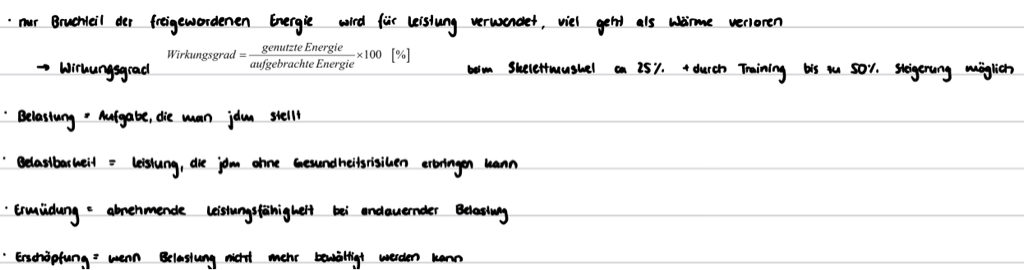 · nur Bruchteil der freigewordenen Energie wird für Leistung verwendet, viel geht als Wärme verloren
→ Wirkungsgrad Wirkungsgrad = genutzte Energie / aufgebrachte Energie ×100 [%] beim Skelettmuskel ca 25% → durch Training bis zu 50% Steigerung möglich
· Belastung = Aufgabe, die man jdm stellt
· Belastbarkeit = Leistung, die jdm ohne Gesundheitsrisiken erbringen kann
· Ermüdung = abnehmende Leistungsfähigkeit bei andauernder Belastung
· Erschöpfung = wenn Belastung nicht mehr bewältigt werden kann